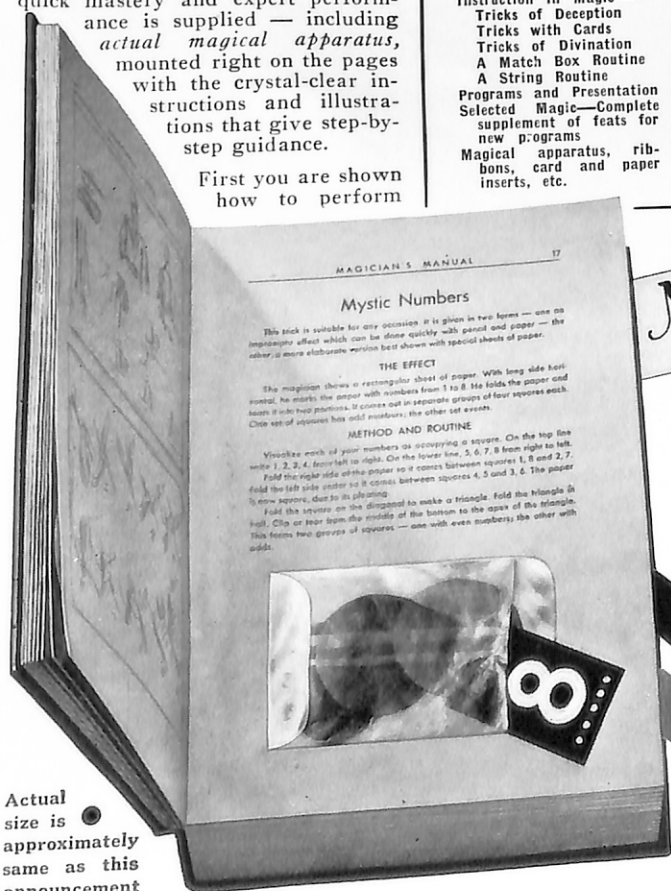 quick mastery and expert perform-
ance is supplied — including
actual magical apparatus,
mounted right on the pages
with the crystal-clear in-
structions and illustra-
tions that give step-by-
step guidance.
First you are shown
how to perform
Instruction in Magic
Tricks of Deception
Tricks with Cards
Tricks of Divination
A Match Box Routine
A String Routine
Programs and Presentation
Selected Magic—Complete
supplement of feats for
new programs
Magical apparatus, rib-
bons, card and paper
inserts, etc.
MAGICIAN'S MANUAL 17
Mystic Numbers
This trick is suitable for any occasion it is given in two forms — one an
impromptu effect which can be done quickly with pencil and paper — the
other, a more elaborate version best shown with special sheets of paper.
THE EFFECT
The magician shows a rectangular sheet of paper. With long side hori-
zontal, he marks the paper with numbers from 1 to 8. He folds the paper and
tears it into two portions. It comes out in separate groups of four squares each.
One set of squares has odd numbers; the other set events.
METHOD AND ROUTINE
Visualize each of your numbers as occupying a square. On the top line
write 1, 2, 3, 4, from left to right. On the lower line, 5, 6, 7, 8 from right to left.
Fold the right side of the paper so it comes between squares 1, 8 and 2, 7.
Fold the left side under so it comes between squares 4, 5 and 3, 6. The paper
is now square, due to its pleating.
Fold the square on the diagonal to make a triangle. Fold the triangle in
half. Clip or tear from the middle of the bottom to the apex of the triangle.
This forms two groups of squares — one with even numbers; the other with
odds.
8
Actual
size is
approximately
same as this
announcement